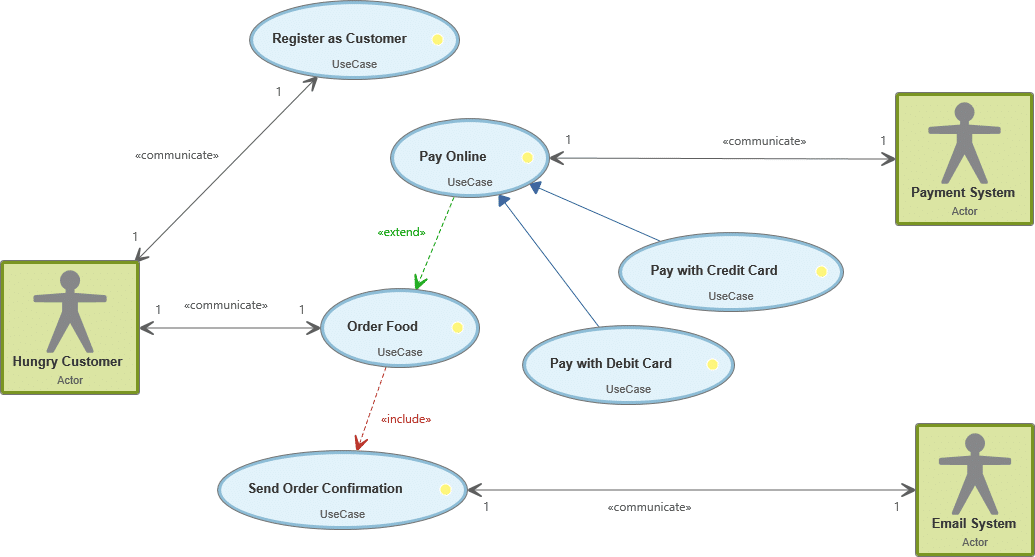 Register as Customer
UseCase
1
«communicate»
1
Hungry Customer
Actor
1
«communicate»
1
Pay Online
UseCase
1
«communicate»
1
Payment System
Actor
«extend»
Pay with Credit Card
UseCase
Order Food
UseCase
Pay with Debit Card
UseCase
«include»
Send Order Confirmation
UseCase
1
«communicate»
1
Email System
Actor